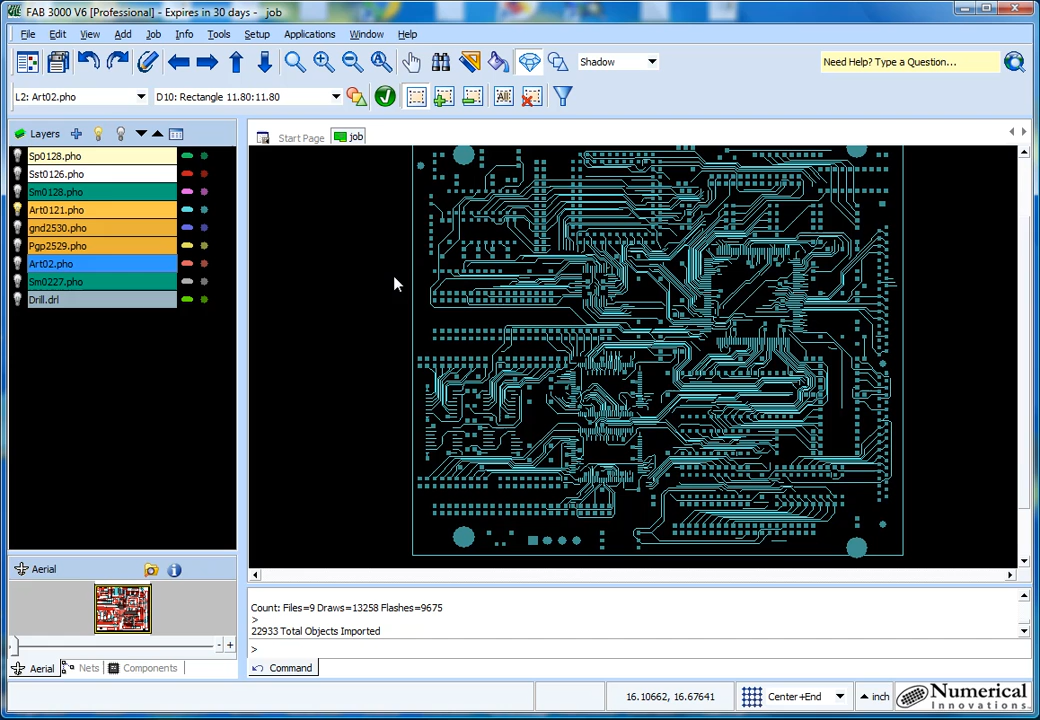 FAB 3000 V6 [Professional] - Expires in 30 days - job
File Edit View Add Job Info Tools Setup Applications Window Help
Shadow
Need Help? Type a Question...
L2: Art02.pho
D10: Rectangle 11.80:11.80
All
Layers
Start Page
job
Sp0128.pho
Sst0126.pho
Sm0128.pho
Art0121.pho
gnd2530.pho
Pgp2529.pho
Art02.pho
Sm0227.pho
Drill.drl
Aerial
Count: Files=9 Draws=13258 Flashes=9675
>
22933 Total Objects Imported
>
Aerial Nets Components
Command
16.10662, 16.67641
Center+End
inch
Numerical
Innovations